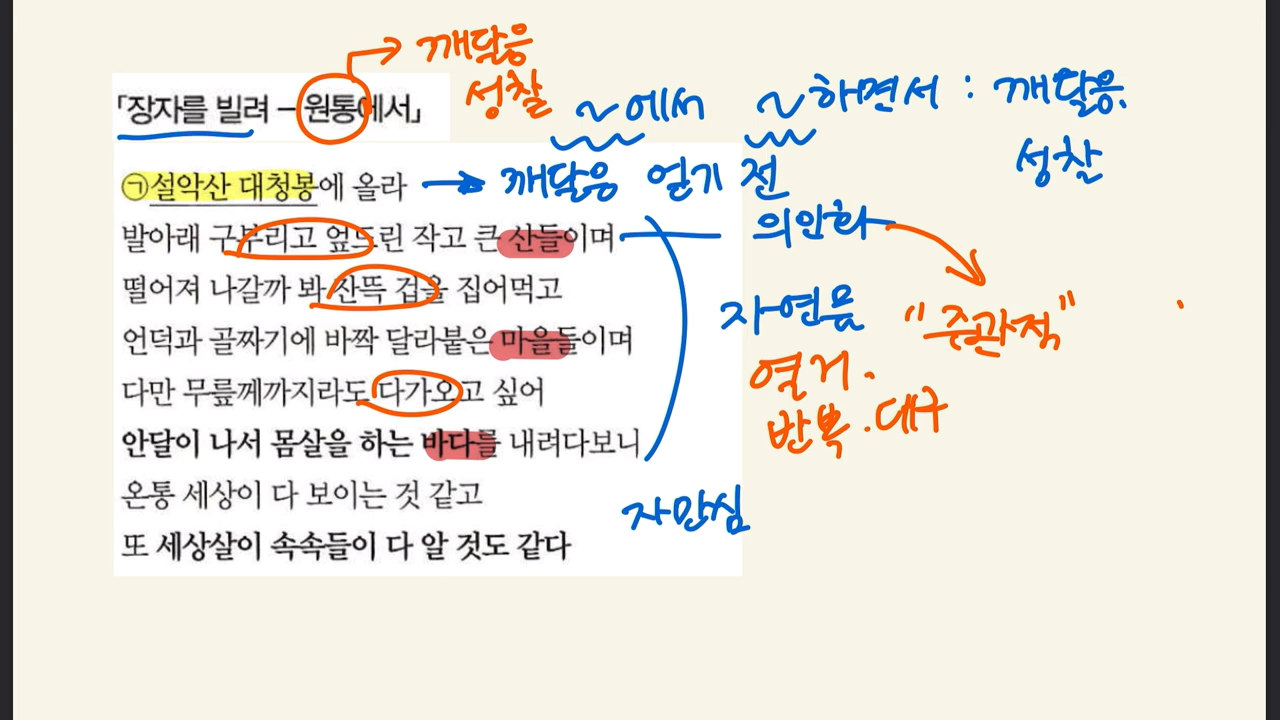 깨달음
성찰
「장자를 빌려 – 원통에서」
~에서 ~하면서 : 깨달음.
성찰
㉠설악산 대청봉에 올라
깨달음 얻기 전
발아래 구부리고 엎드린 작고 큰 산들이며
의인화
떨어져 나갈까 봐 잔뜩 겁을 집어먹고
자연물 "주관적"
언덕과 골짜기에 바짝 달라붙은 마을들이며
열거.
다만 무릎께까지라도 다가오고 싶어
반복. 대구
안달이 나서 몸살을 하는 바다를 내려다보니
온통 세상이 다 보이는 것 같고
자만심
또 세상살이 속속들이 다 알 것도 같다